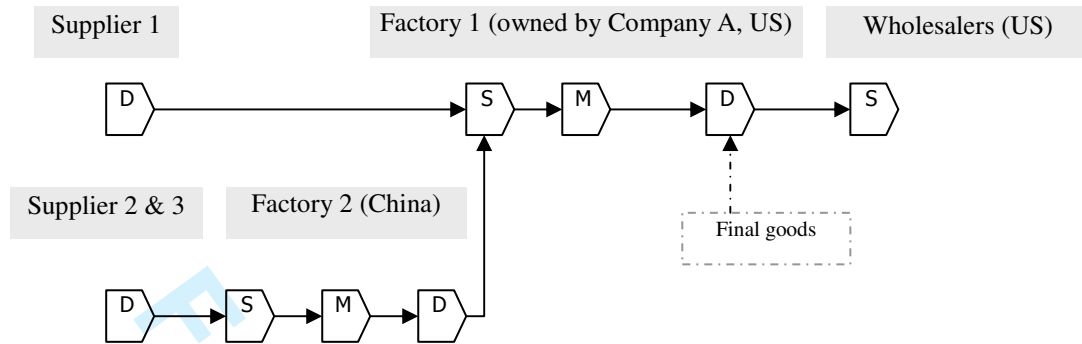 Supplier 1
Factory 1 (owned by Company A, US)
Wholesalers (US)
D
S
M
D
S
Supplier 2 & 3
Factory 2 (China)
Final goods
D
S
M
D
F